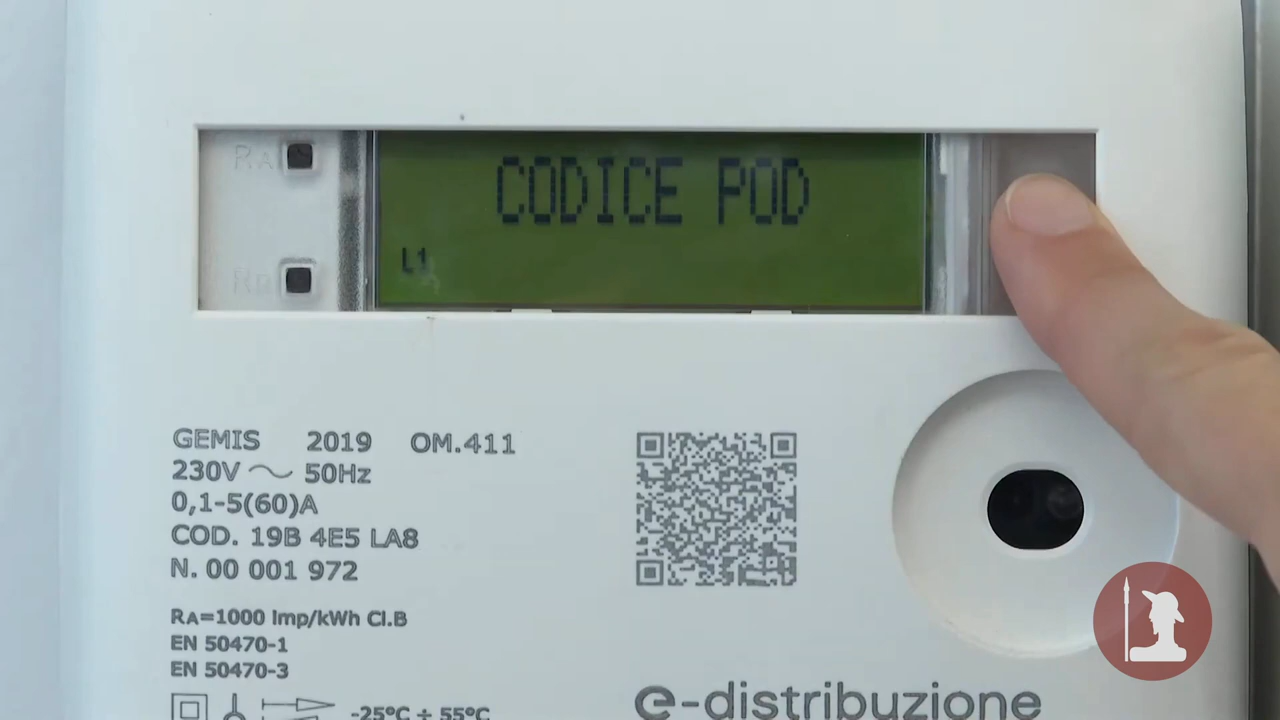 RA
CODICE POD
L1
GEMIS 2019 OM.411
230V ~ 50Hz
0,1-5(60)A
COD. 19B 4E5 LA8
N. 00 001 972
RA=1000 Imp/kWh Cl.B
EN 50470-1
EN 50470-3
-25°C ÷ 55°C
e-distribuzione